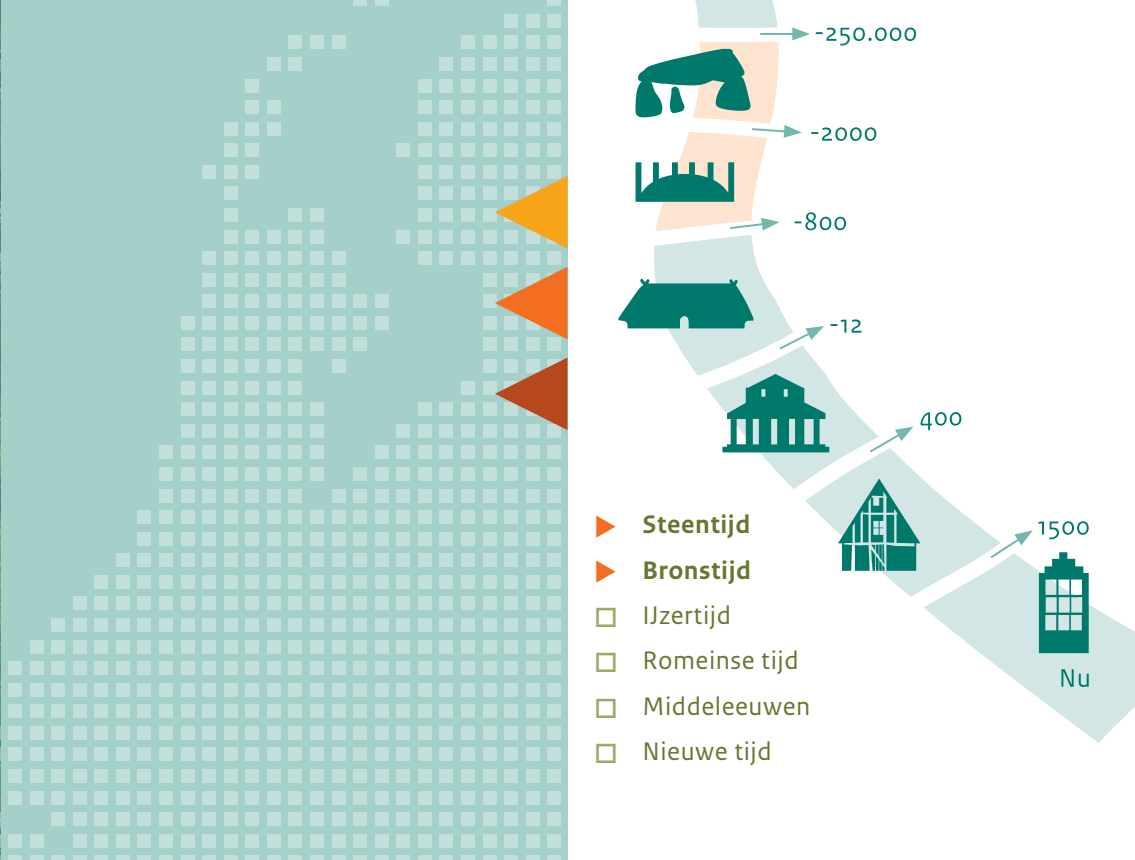 -250.000
-2000
-800
-12
400
1500
Nu
Steentijd
Bronstijd
IJzertijd
Romeinse tijd
Middeleeuwen
Nieuwe tijd